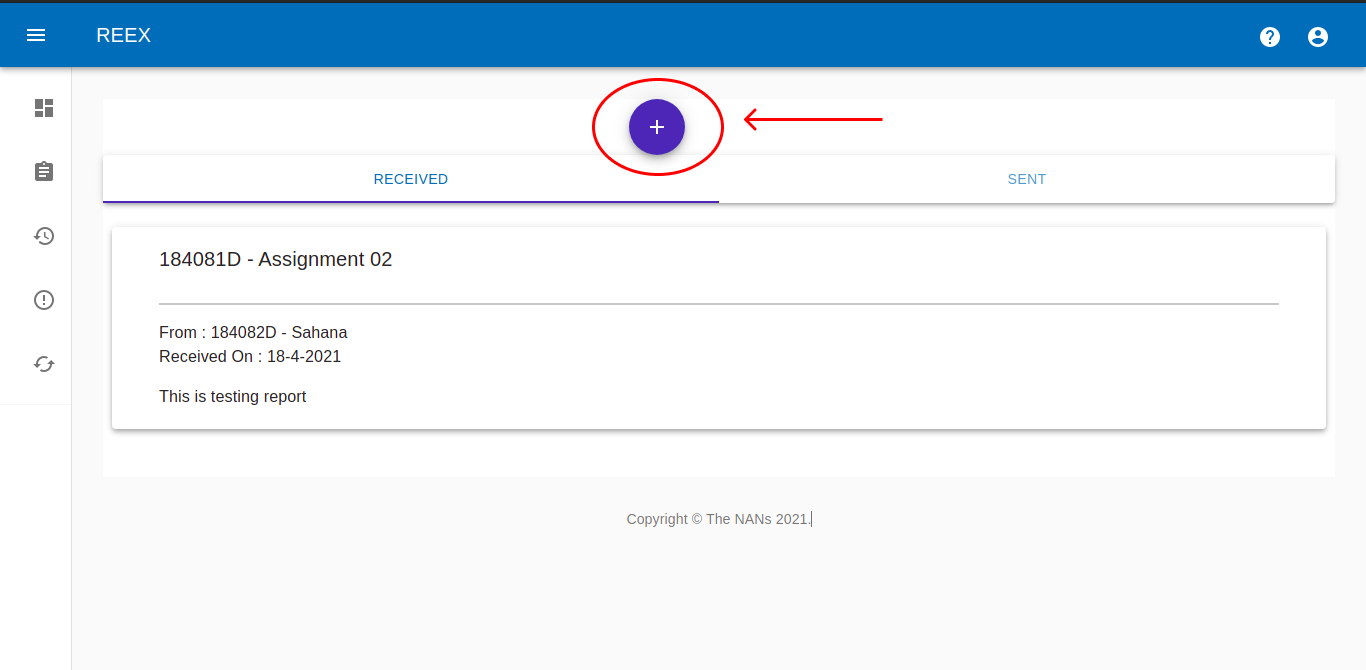 REEX
RECEIVED
SENT
184081D - Assignment 02
From : 184082D - Sahana
Received On : 18-4-2021
This is testing report
Copyright © The NANs 2021.